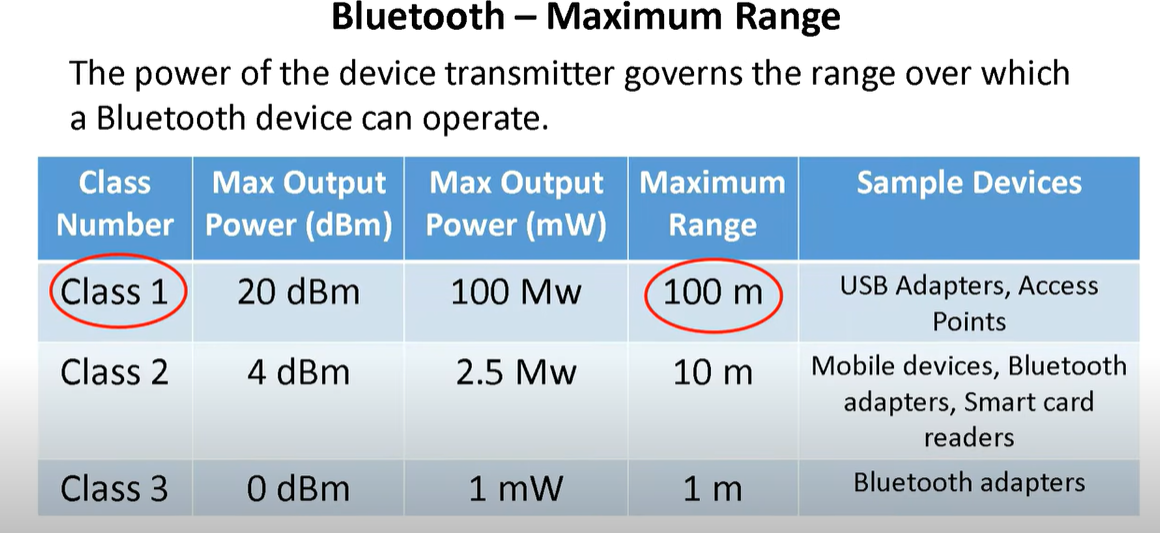 Bluetooth – Maximum Range
The power of the device transmitter governs the range over which
a Bluetooth device can operate.
Class Number Max Output Power (dBm) Max Output Power (mW) Maximum Range Sample Devices
Class 1 20 dBm 100 Mw 100 m USB Adapters, Access Points
Class 2 4 dBm 2.5 Mw 10 m Mobile devices, Bluetooth adapters, Smart card readers
Class 3 0 dBm 1 mW 1 m Bluetooth adapters